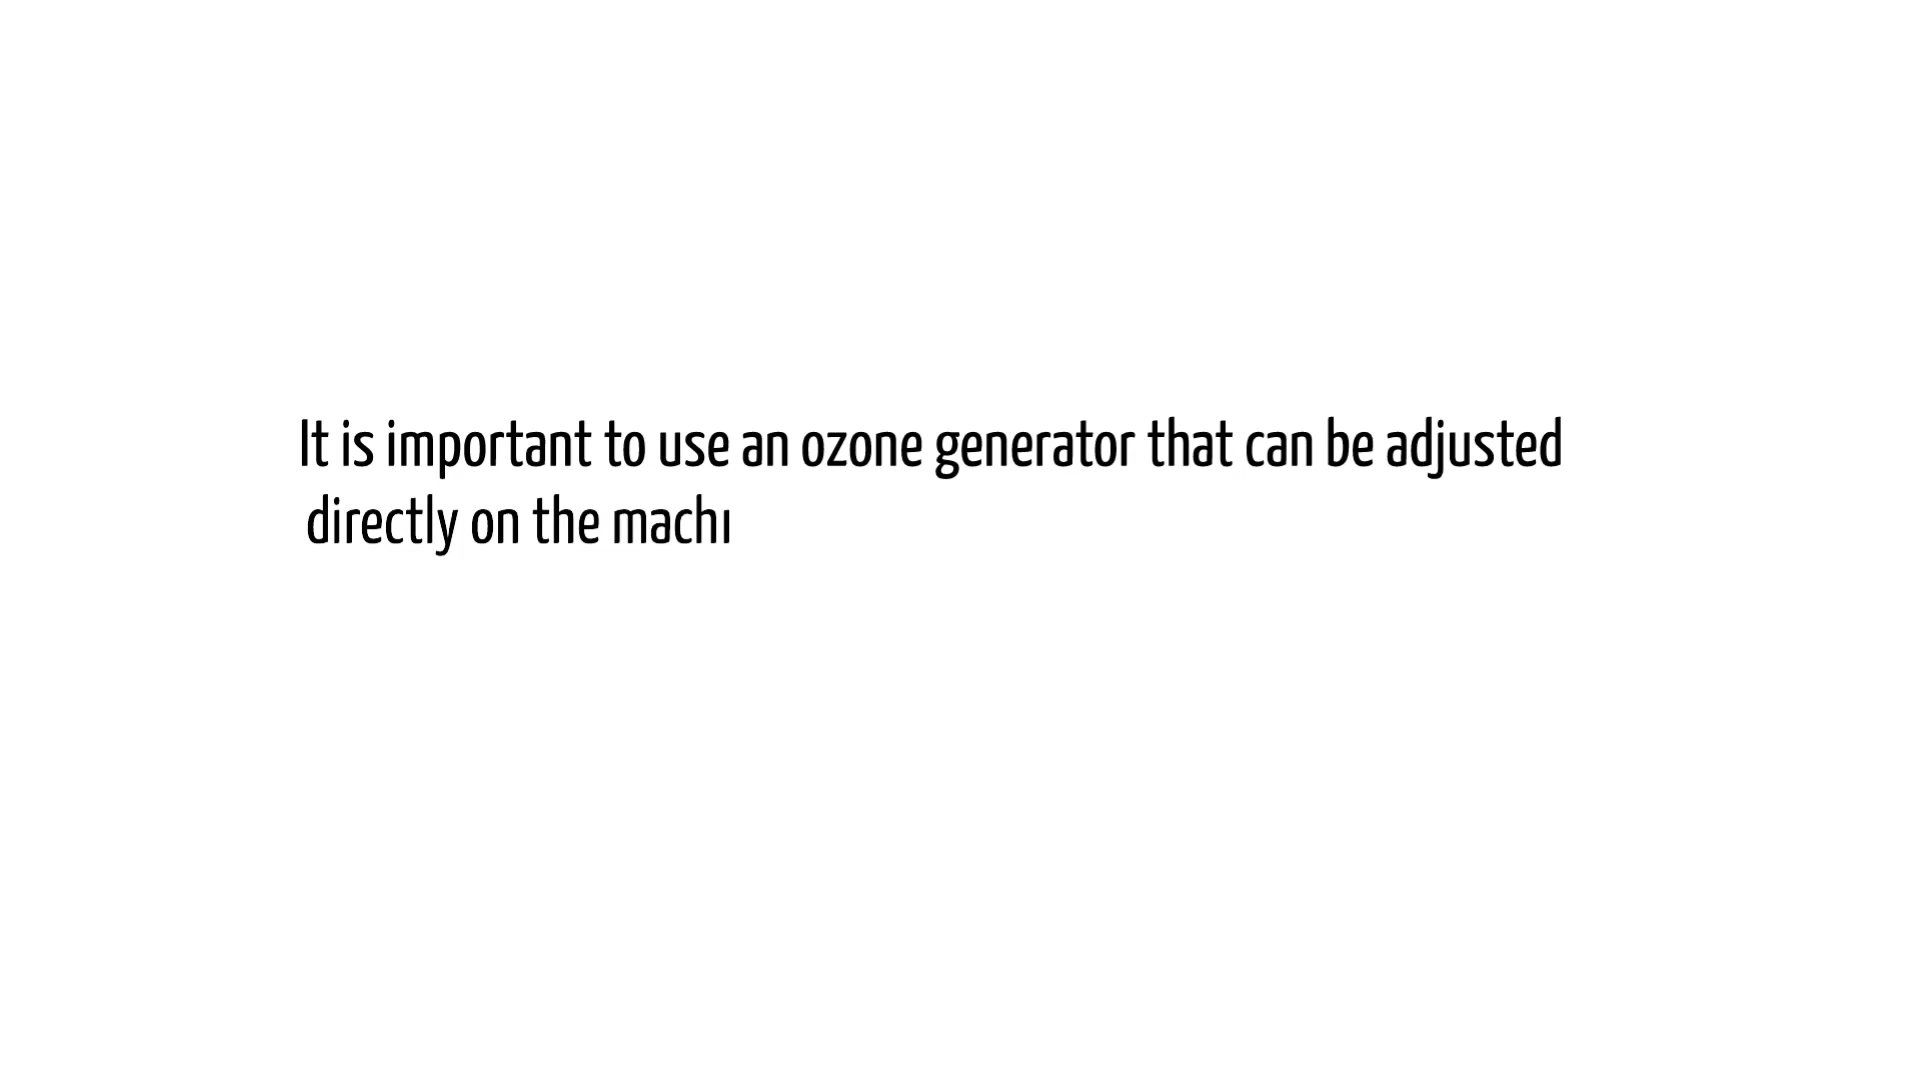 It is important to use an ozone generator that can be adjusted
directly on the machı